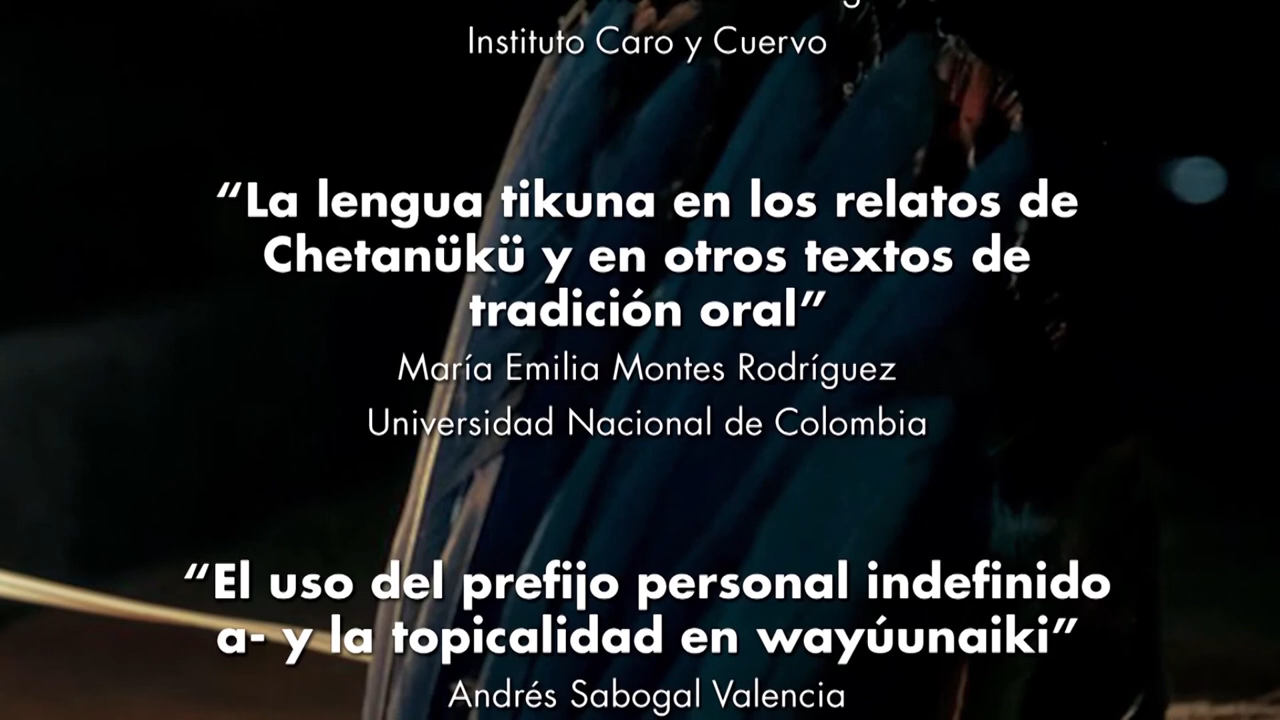 Instituto Caro y Cuervo
“La lengua tikuna en los relatos de
Chetanükü y en otros textos de
tradición oral”
María Emilia Montes Rodríguez
Universidad Nacional de Colombia
“El uso del prefijo personal indefinido
a- y la topicalidad en wayúunaiki”
Andrés Sabogal Valencia